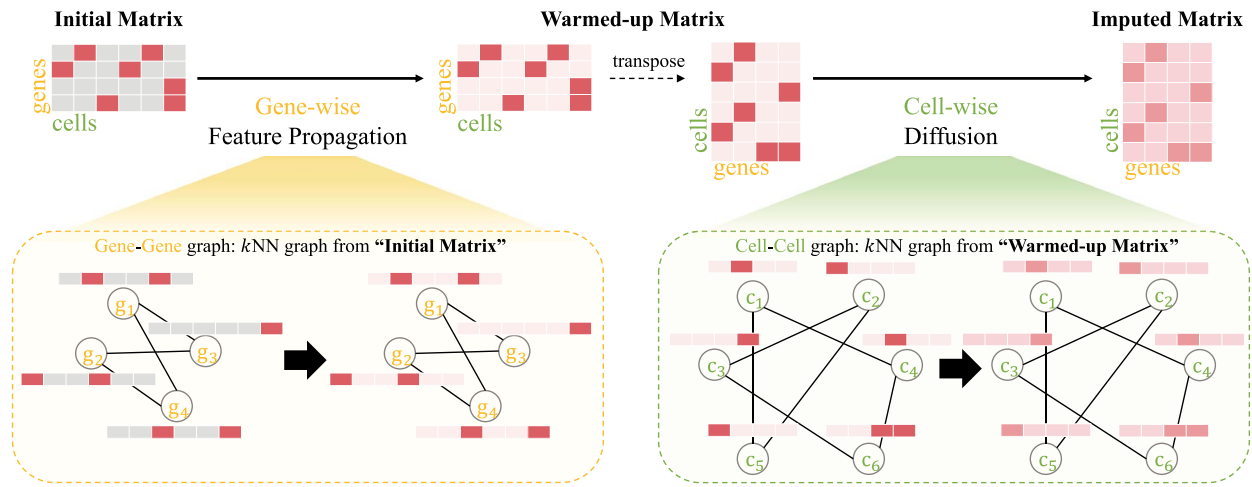 Initial Matrix
Warmed-up Matrix
Imputed Matrix
genes
cells
Gene-wise
Feature Propagation
genes
cells
transpose
cells
genes
Cell-wise
Diffusion
cells
genes
Gene-Gene graph: kNN graph from “Initial Matrix”
Cell-Cell graph: kNN graph from “Warmed-up Matrix”
g1
g2
g3
g4
g1
g2
g3
g4
c1
c2
c3
c4
c5
c6
c1
c2
c3
c4
c5
c6